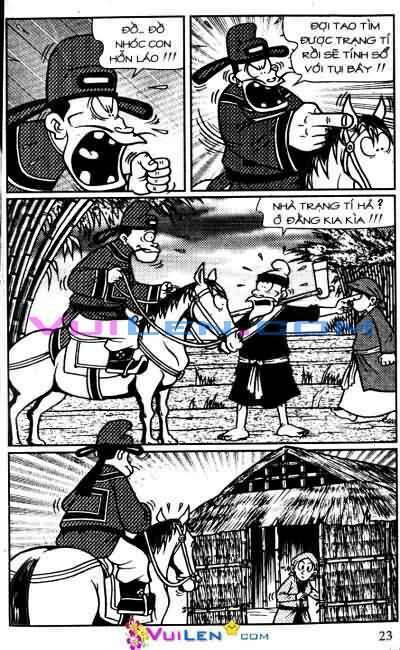 ĐỒ... ĐỒ
NHÓC CON
HỖN LÁO !!!
ĐỢI TAO TÌM
ĐƯỢC TRẠNG TÍ
RỒI SẼ TÍNH SỔ
VỚI TỤI BÂY !!
NHÀ TRẠNG TÍ HẢ ?
Ở ĐẰNG KIA KÌA !!!
VUILEN.COM
23
VUILEN.COM